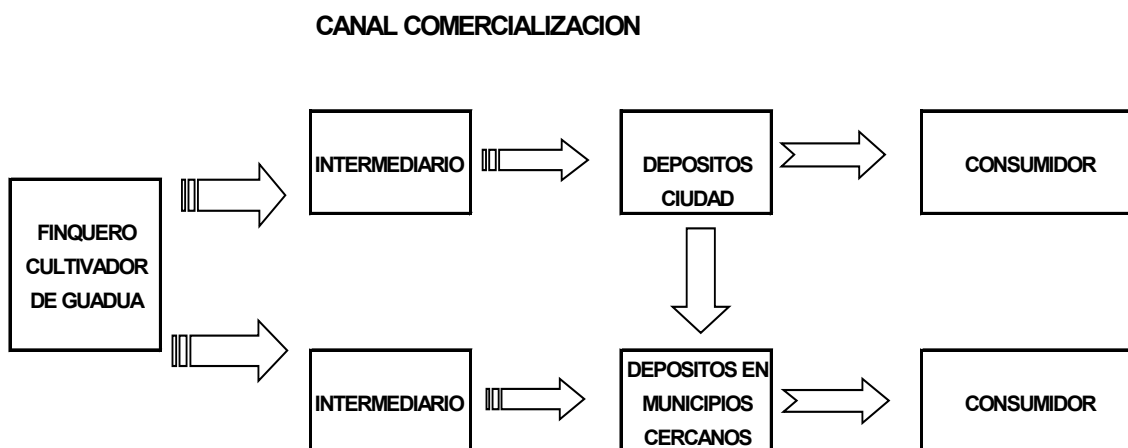 CANAL COMERCIALIZACION
INTERMEDIARIO
DEPOSITOS
CIUDAD
CONSUMIDOR
FINQUERO
CULTIVADOR
DE GUADUA
INTERMEDIARIO
DEPOSITOS EN
MUNICIPIOS
CERCANOS
CONSUMIDOR